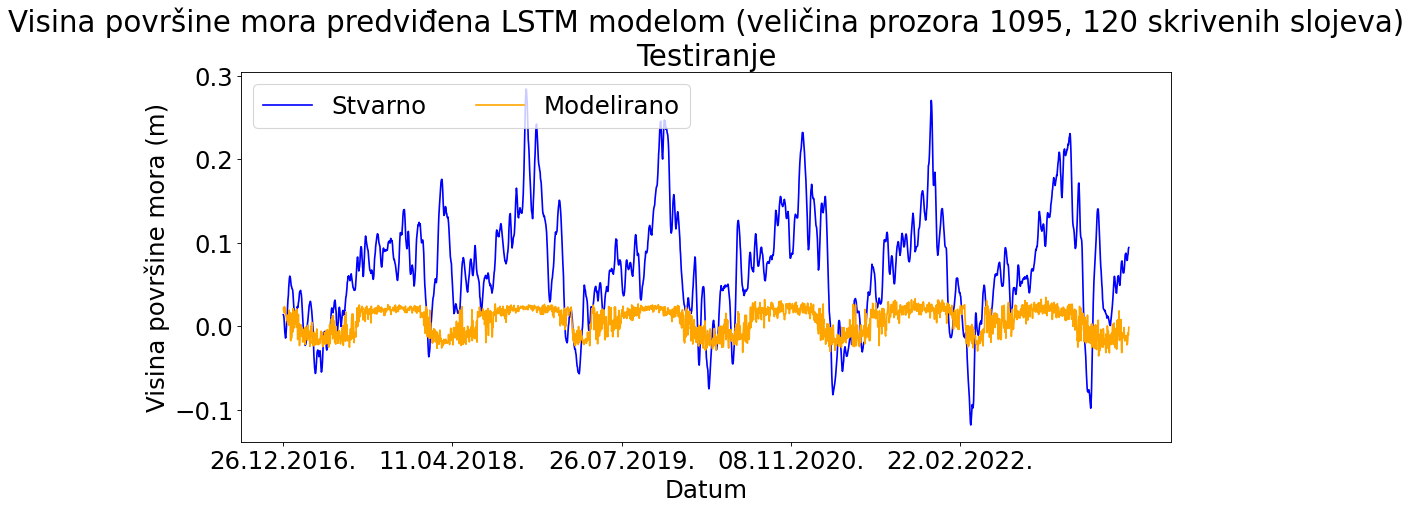 Visina površine mora predviđena LSTM modelom (veličina prozora 1095, 120 skrivenih slojeva)
Testiranje
Stvarno Modelirano
Visina površine mora (m)
0.3
0.2
0.1
0.0
−0.1
26.12.2016. 11.04.2018. 26.07.2019. 08.11.2020. 22.02.2022.
Datum